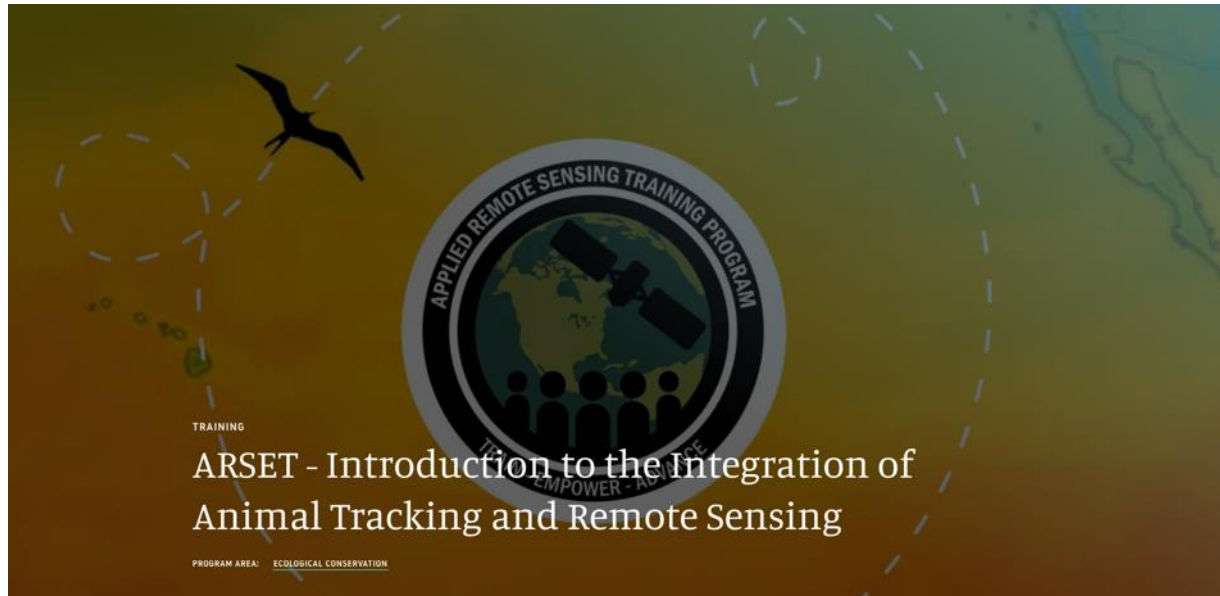 APPLIED REMOTE SENSING TRAINING PROGRAM
TRAINING
ARSET - Introduction to the Integration of
EMPOWER - ADVANCE
Animal Tracking and Remote Sensing
PROGRAM AREA: ECOLOGICAL CONSERVATION